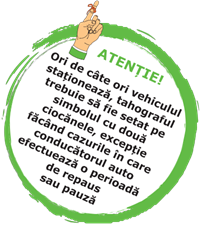 ATENȚIE!
Ori de câte ori vehiculul
staționează, tahograful
trebuie să fie setat pe
simbolul cu două
ciocănele, excepție
făcând cazurile in care
conducătorul auto
efectuează o perioadă
de repaus
sau pauză